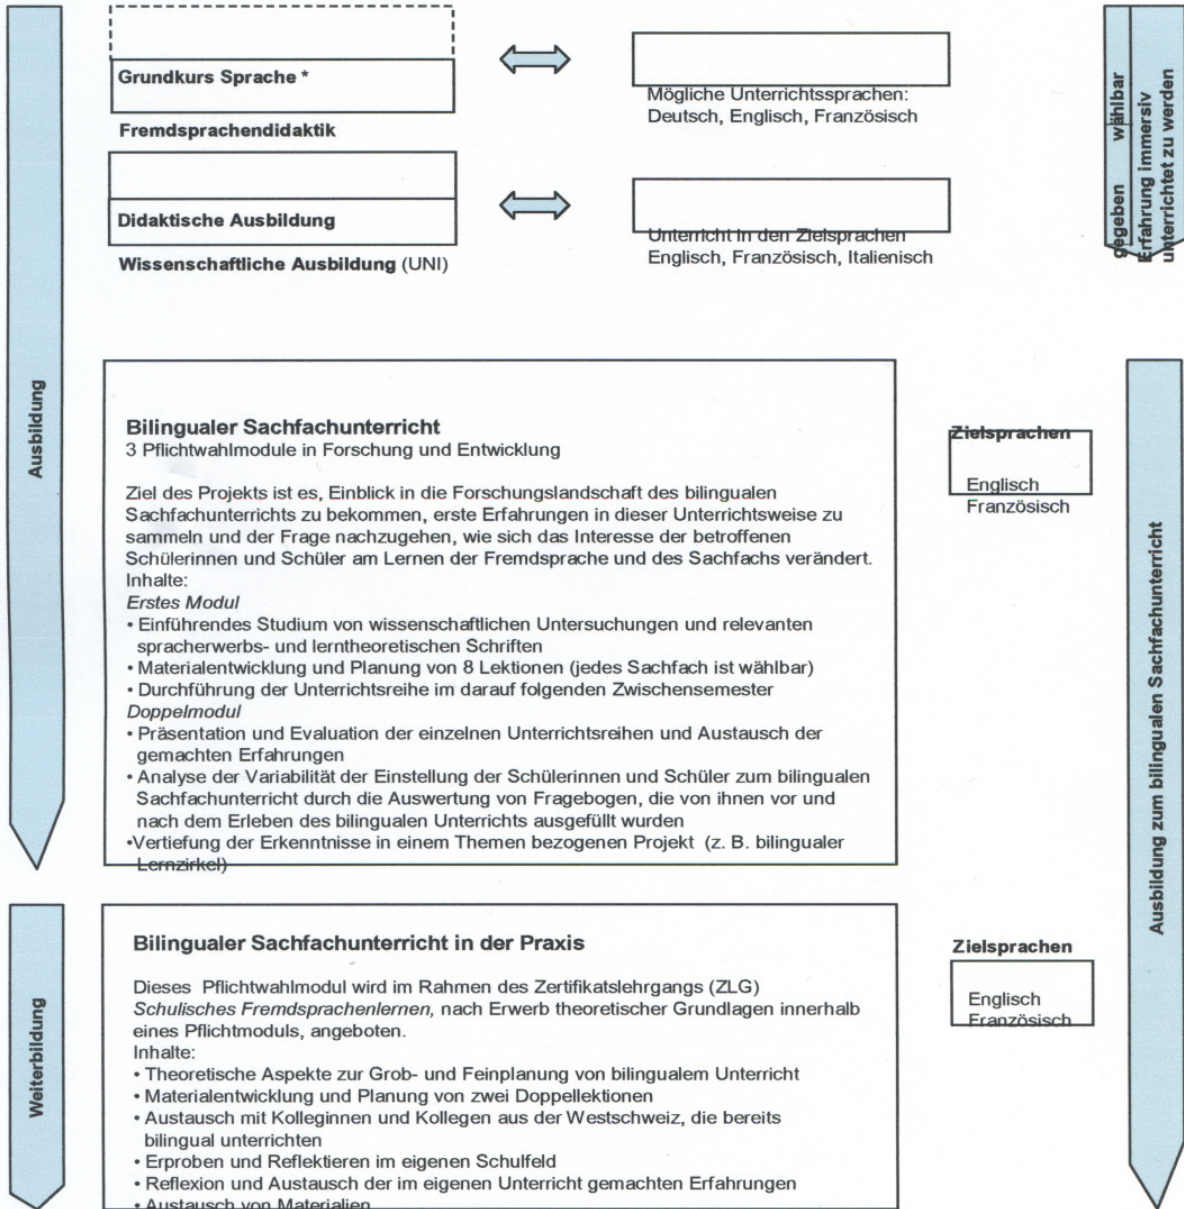 Grundkurs Sprache *
Fremdsprachendidaktik
Mögliche Unterrichtssprachen:
Deutsch, Englisch, Französisch
Didaktische Ausbildung
Wissenschaftliche Ausbildung (UNI)
Unterricht in den Zielsprachen
Englisch, Französisch, Italienisch
gegeben wählbar
Erfahrung immersiv
unterrichtet zu werden
Ausbildung
Bilingualer Sachfachunterricht
3 Pflichtwahlmodule in Forschung und Entwicklung
Ziel des Projekts ist es, Einblick in die Forschungslandschaft des bilingualen
Sachfachunterrichts zu bekommen, erste Erfahrungen in dieser Unterrichtsweise zu
sammeln und der Frage nachzugehen, wie sich das Interesse der betroffenen
Schülerinnen und Schüler am Lernen der Fremdsprache und des Sachfachs verändert.
Inhalte:
Erstes Modul
• Einführendes Studium von wissenschaftlichen Untersuchungen und relevanten
spracherwerbs- und lerntheoretischen Schriften
• Materialentwicklung und Planung von 8 Lektionen (jedes Sachfach ist wählbar)
• Durchführung der Unterrichtsreihe im darauf folgenden Zwischensemester
Doppelmodul
• Präsentation und Evaluation der einzelnen Unterrichtsreihen und Austausch der
gemachten Erfahrungen
• Analyse der Variabilität der Einstellung der Schülerinnen und Schüler zum bilingualen
Sachfachunterricht durch die Auswertung von Fragebogen, die von ihnen vor und
nach dem Erleben des bilingualen Unterrichts ausgefüllt wurden
•Vertiefung der Erkenntnisse in einem Themen bezogenen Projekt (z. B. bilingualer
Lernzirkel)
Zielsprachen
Englisch
Französisch
Ausbildung zum bilingualen Sachfachunterricht
Weiterbildung
Bilingualer Sachfachunterricht in der Praxis
Dieses Pflichtwahlmodul wird im Rahmen des Zertifikatslehrgangs (ZLG)
Schulisches Fremdsprachenlernen, nach Erwerb theoretischer Grundlagen innerhalb
eines Pflichtmoduls, angeboten.
Inhalte:
• Theoretische Aspekte zur Grob- und Feinplanung von bilingualem Unterricht
• Materialentwicklung und Planung von zwei Doppellektionen
• Austausch mit Kolleginnen und Kollegen aus der Westschweiz, die bereits
bilingual unterrichten
• Erproben und Reflektieren im eigenen Schulfeld
• Reflexion und Austausch der im eigenen Unterricht gemachten Erfahrungen
• Austausch von Materialien
Zielsprachen
Englisch
Französisch